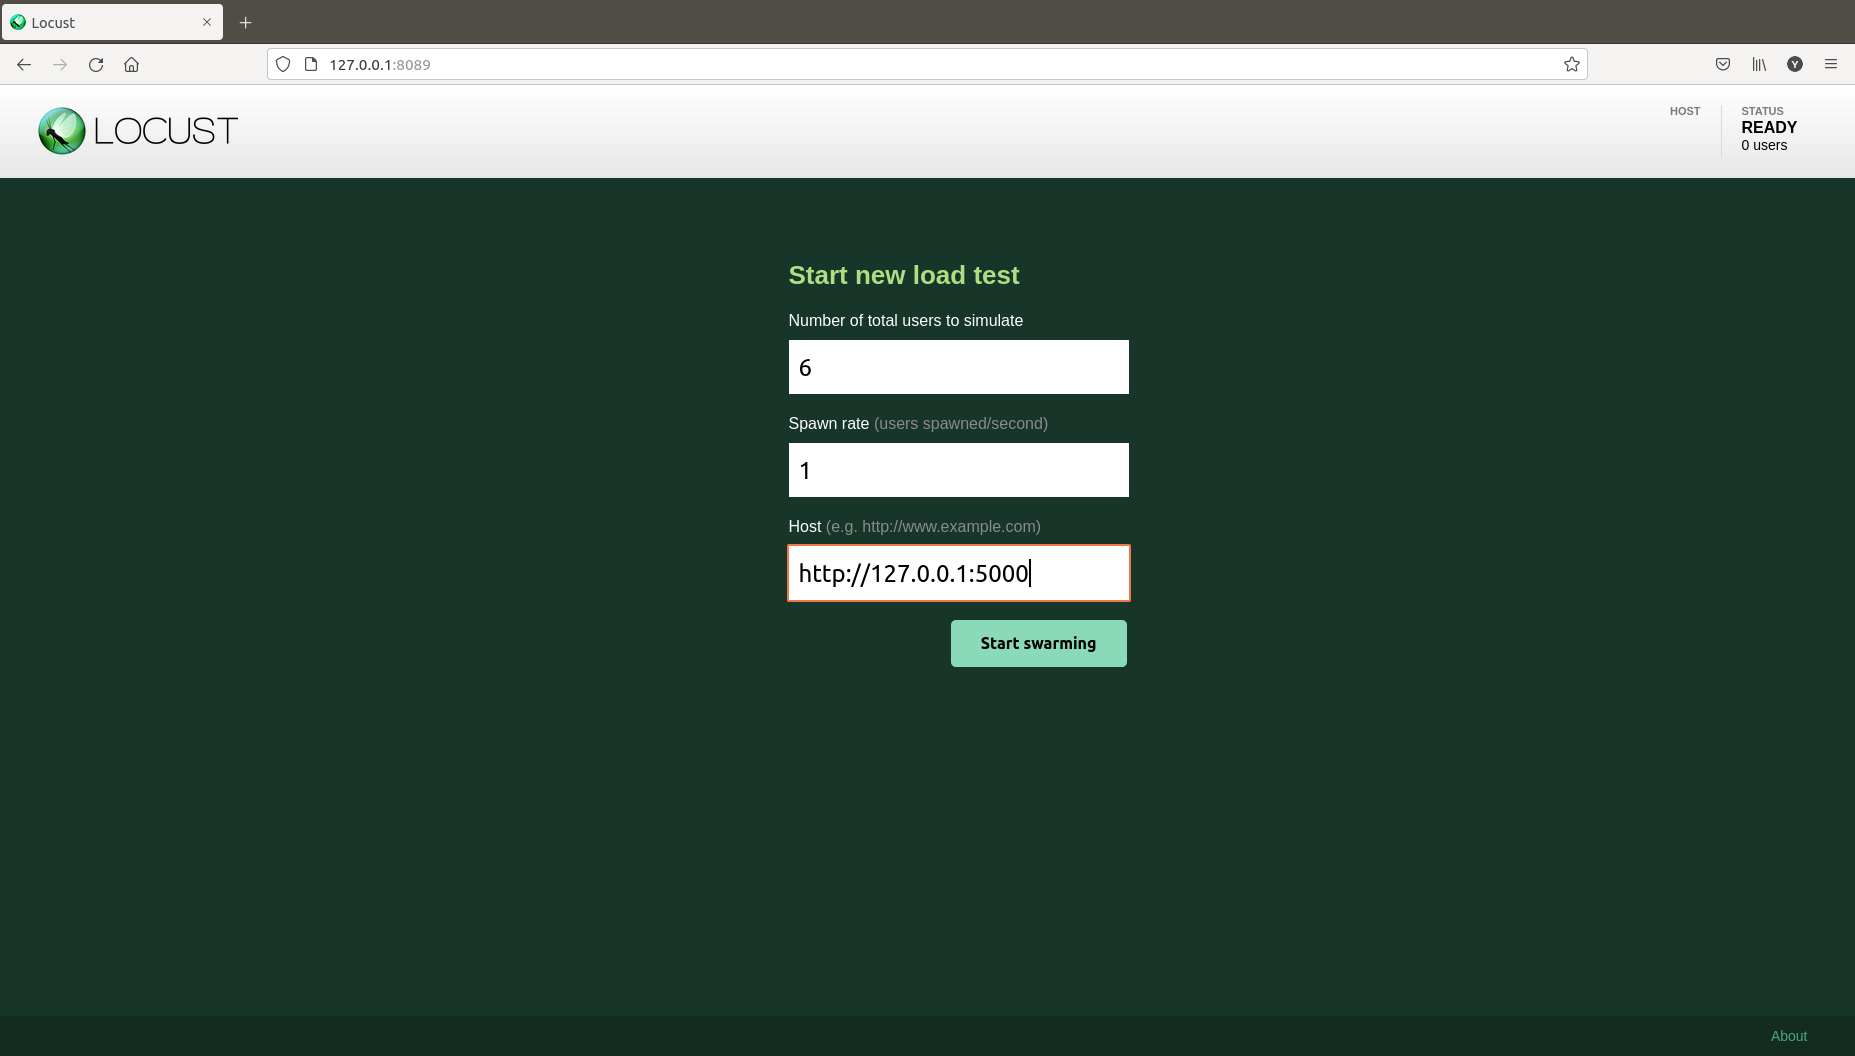 Locust
127.0.0.1:8089
Y
LOCUST
HOST
STATUS
READY
0 users
Start new load test
Number of total users to simulate
6
Spawn rate (users spawned/second)
1
Host (e.g. http://www.example.com)
http://127.0.0.1:5000
Start swarming
About